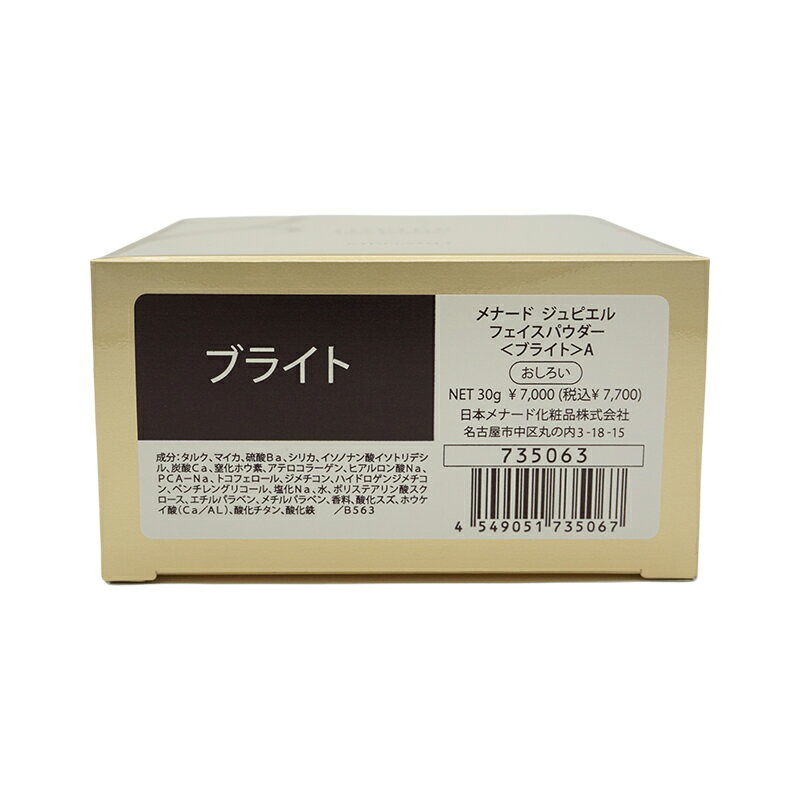 ブライト
メナード ジュピエル
フェイスパウダー
＜ブライト＞A
おしろい
NET 30g ￥7,000 (税込￥7,700)
日本メナード化粧品株式会社
名古屋市中区丸の内3-18-15
735063
4 549051 735067
成分:タルク、マイカ、硫酸Ba、シリカ、イソノナン酸イソトリデシ
ル、炭酸Ca、窒化ホウ素、アテロコラーゲン、ヒアルロン酸Na、
PCA-Na、トコフェロール、ジメチコン、ハイドロゲンジメチコ
ン、ペンチレングリコール、塩化Na、水、ポリステアリン酸スク
ロース、エチルパラベン、メチルパラベン、香料、酸化スズ、ホウケ
イ酸(Ca/AL)、酸化チタン、酸化鉄 /B563